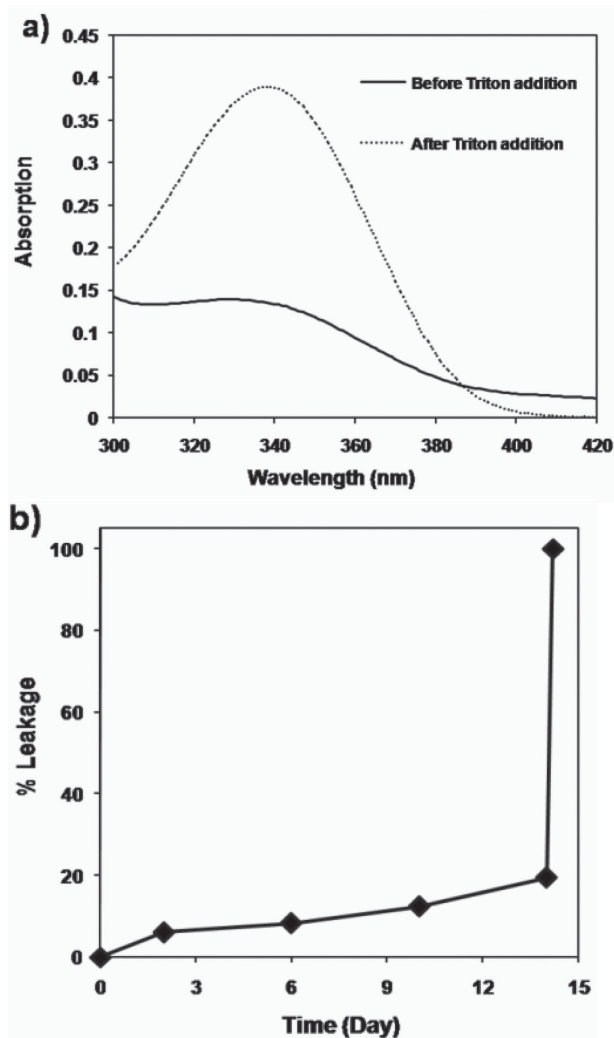 a)
0.45
0.4
0.35
0.3
0.25
0.2
0.15
0.1
0.05
0
Absorption
Before Triton addition
After Triton addition
300 320 340 360 380 400 420
Wavelength (nm)
b)
100
80
60
40
20
0
% Leakage
0 3 6 9 12 15
Time (Day)